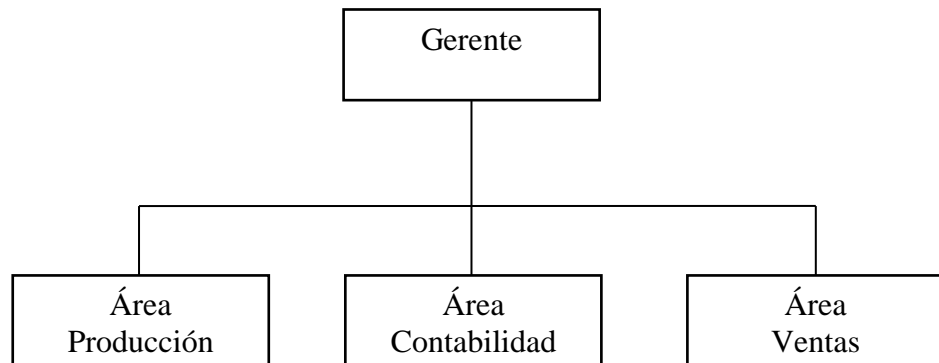 Gerente
Área
Producción
Área
Contabilidad
Área
Ventas